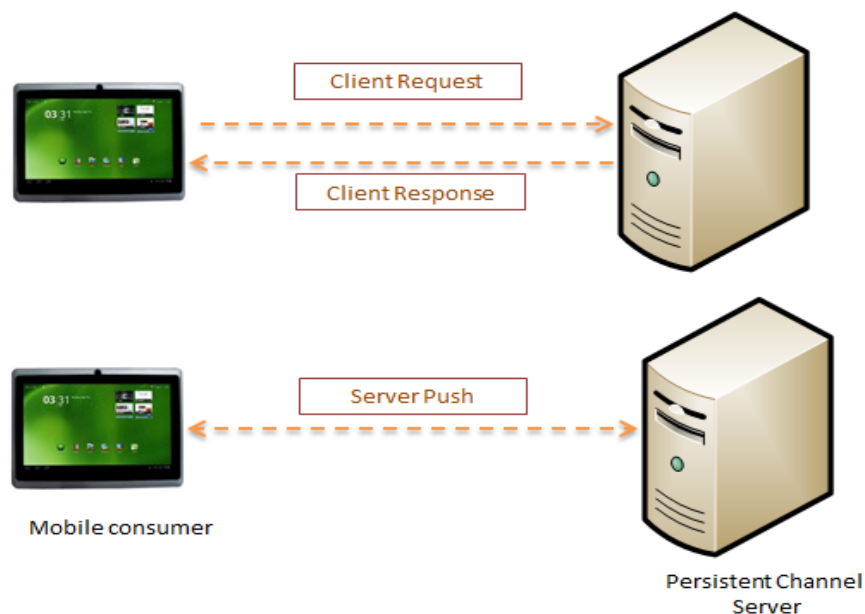 Client Request
03 31
Client Response
Server Push
03 31
Mobile consumer
Persistent Channel
Server